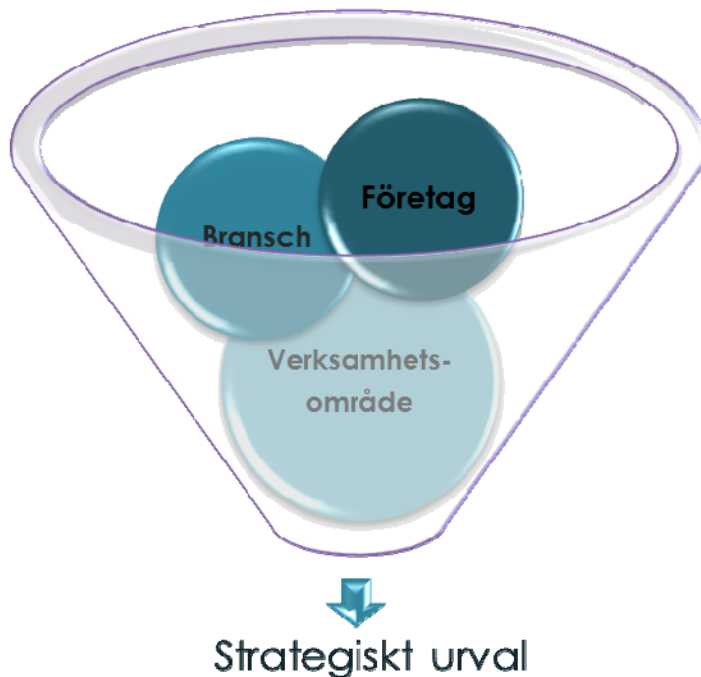 Företag
Bransch
Verksamhets-
område
Strategiskt urval